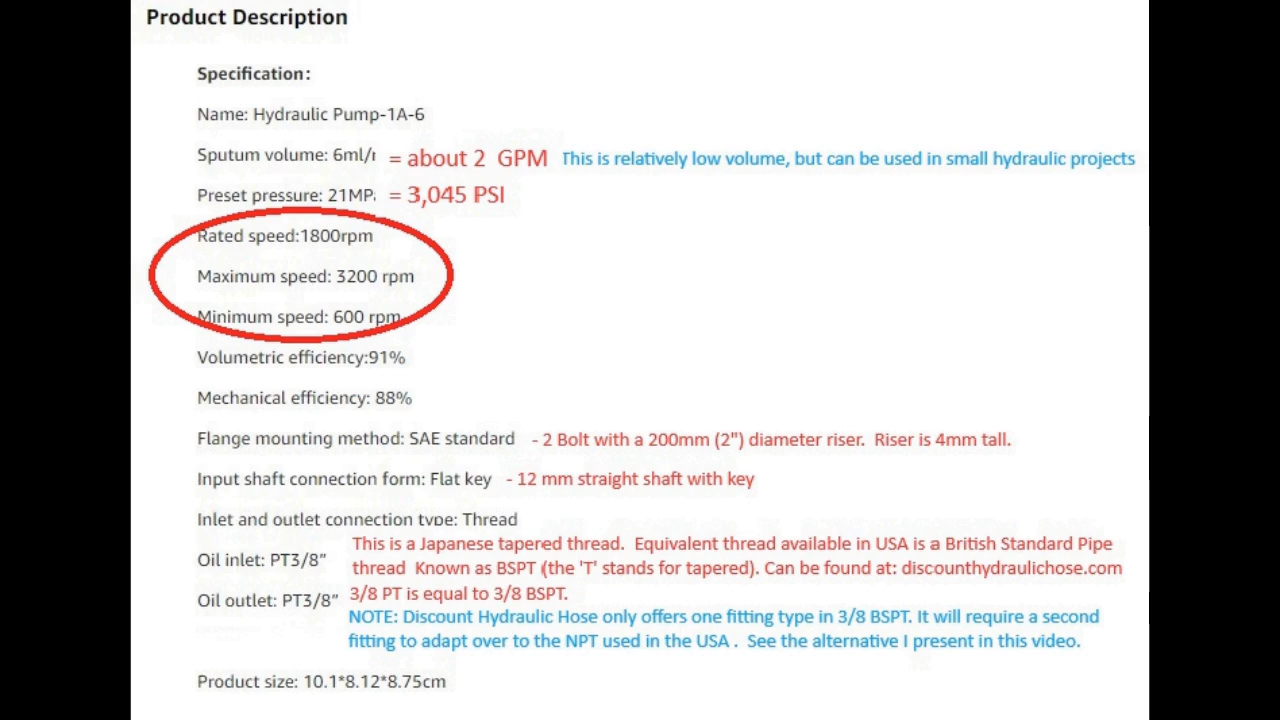 Product Description
Specification:
Name: Hydraulic Pump-1A-6
Sputum volume: 6ml/r = about 2 GPM This is relatively low volume, but can be used in small hydraulic projects
Preset pressure: 21MP = 3,045 PSI
Rated speed:1800rpm
Maximum speed: 3200 rpm
Minimum speed: 600 rpm
Volumetric efficiency:91%
Mechanical efficiency: 88%
Flange mounting method: SAE standard - 2 Bolt with a 200mm (2") diameter riser. Riser is 4mm tall.
Input shaft connection form: Flat key - 12 mm straight shaft with key
Inlet and outlet connection type: Thread
This is a Japanese tapered thread. Equivalent thread available in USA is a British Standard Pipe
Oil inlet: PT3/8" thread Known as BSPT (the 'T' stands for tapered). Can be found at: discounthydraulichose.com
Oil outlet: PT3/8" 3/8 PT is equal to 3/8 BSPT.
NOTE: Discount Hydraulic Hose only offers one fitting type in 3/8 BSPT. It will require a second
fitting to adapt over to the NPT used in the USA . See the alternative I present in this video.
Product size: 10.1*8.12*8.75cm